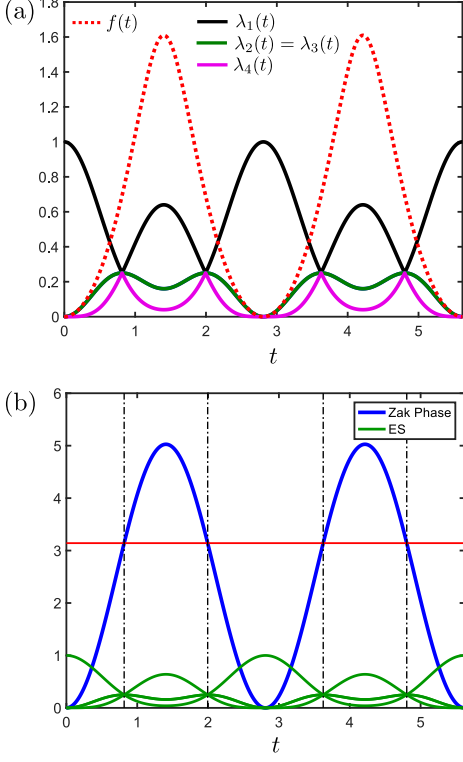 (a)
1.8
1.6
1.4
1.2
1
0.8
0.6
0.4
0.2
0
f(t)
λ₁(t)
λ₂(t) = λ₃(t)
λ₄(t)
0 1 2 3 4 5
t
(b)
6
5
4
3
2
1
0
Zak Phase
ES
0 1 2 3 4 5
t